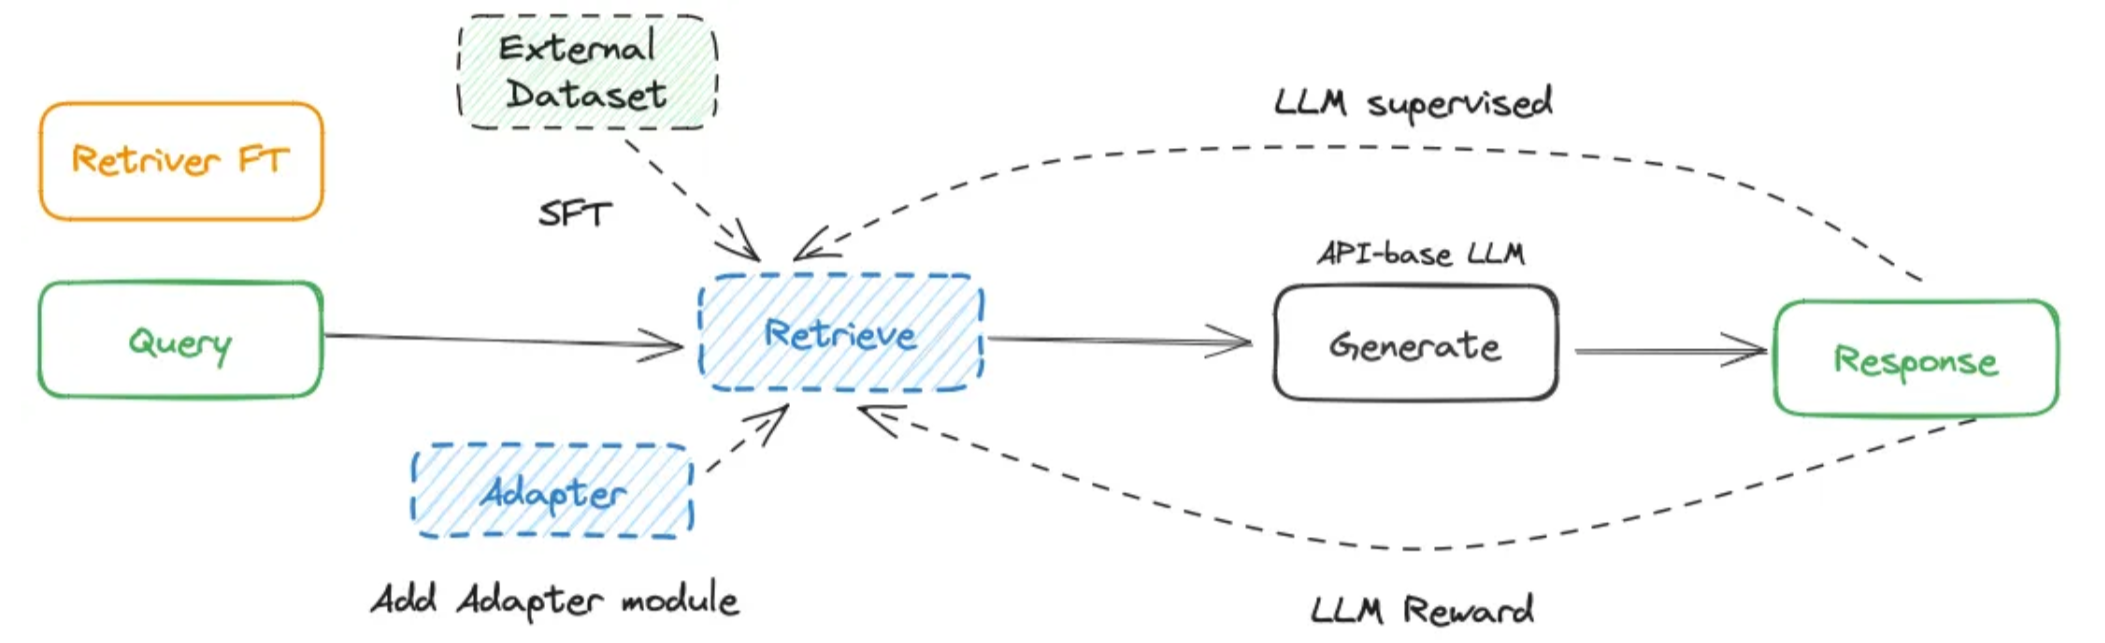 External
Dataset
Retriver FT
SFT
LLM supervised
API-base LLM
Query
Retrieve
Generate
Response
Adapter
Add Adapter module
LLM Reward